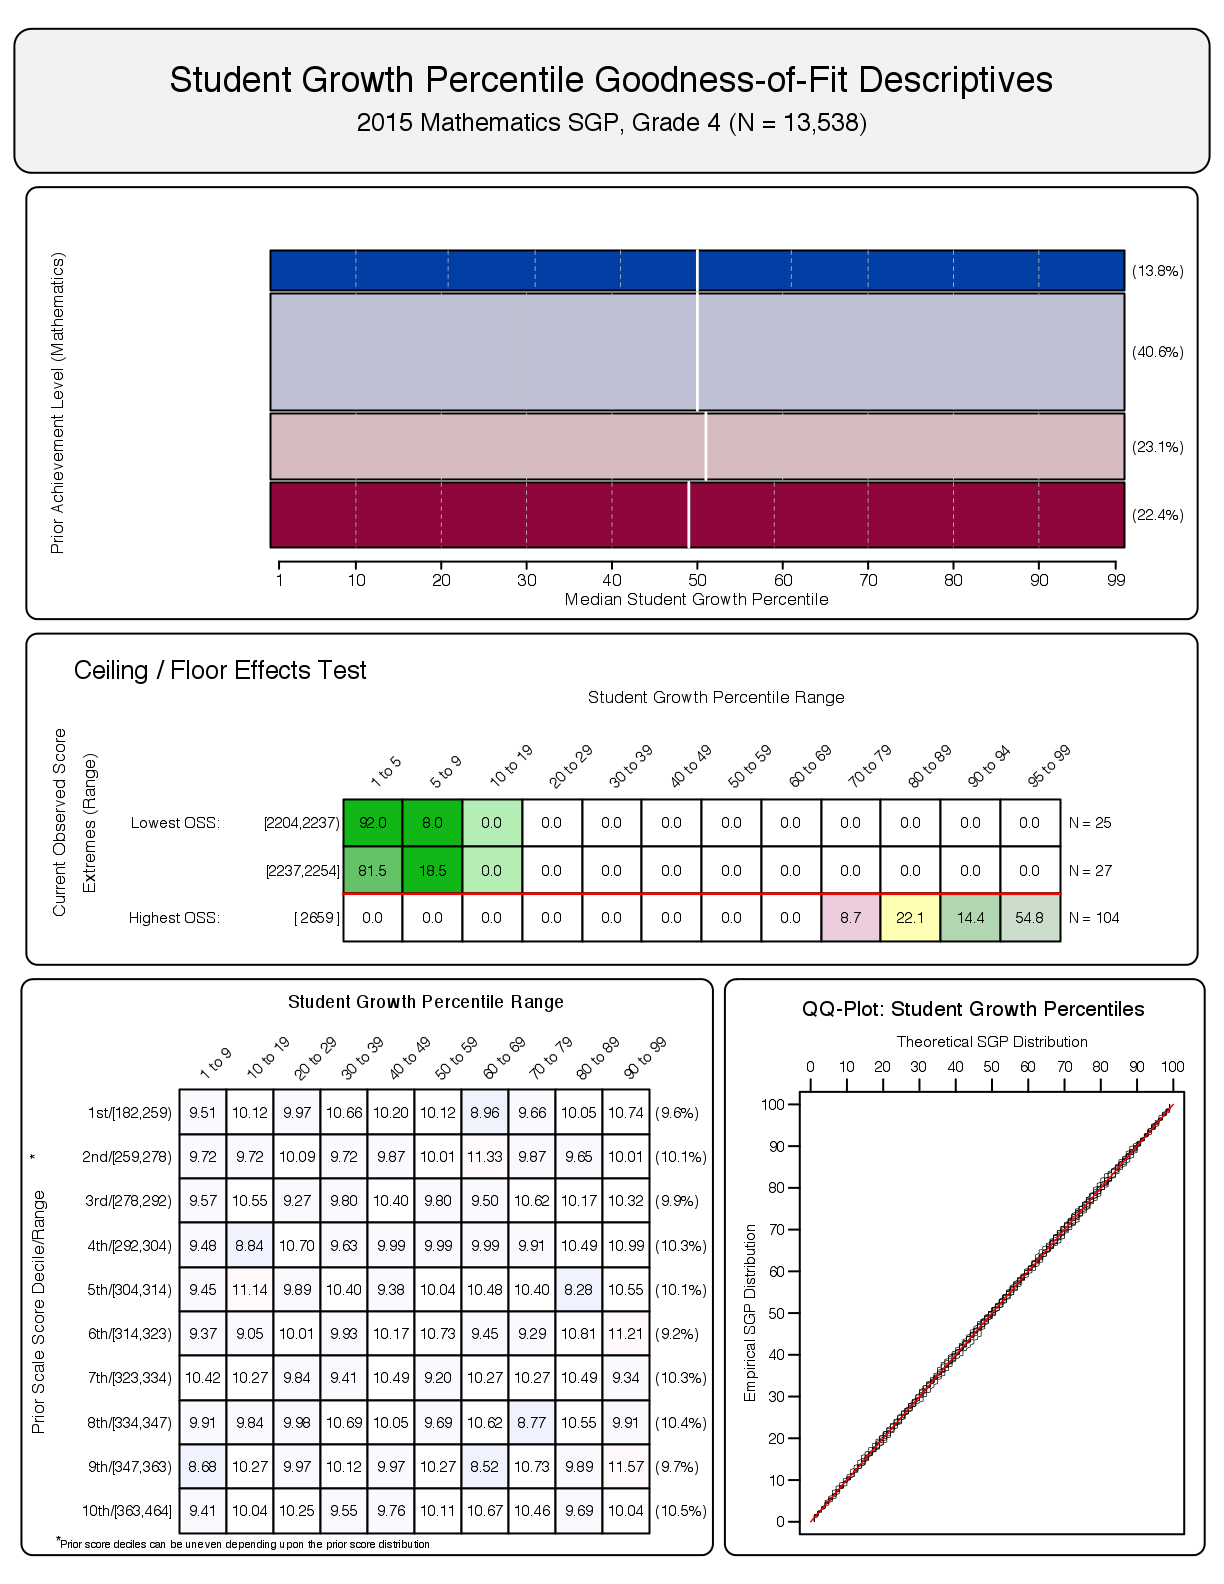 Student Growth Percentile Goodness-of-Fit Descriptives
2015 Mathematics SGP, Grade 4 (N = 13,538)
Prior Achievement Level (Mathematics)
(13.8%)
(40.6%)
(23.1%)
(22.4%)
1 10 20 30 40 50 60 70 80 90 99
Median Student Growth Percentile
Ceiling / Floor Effects Test
Student Growth Percentile Range
Current Observed Score
Extremes (Range)
1 to 5 5 to 9 10 to 19 20 to 29 30 to 39 40 to 49 50 to 59 60 to 69 70 to 79 80 to 89 90 to 94 95 to 99
Lowest OSS: [2204,2237) 92.0 8.0 0.0 0.0 0.0 0.0 0.0 0.0 0.0 0.0 0.0 0.0 N = 25
[2237,2254] 81.5 18.5 0.0 0.0 0.0 0.0 0.0 0.0 0.0 0.0 0.0 0.0 N = 27
Highest OSS: [ 2659 ] 0.0 0.0 0.0 0.0 0.0 0.0 0.0 0.0 8.7 22.1 14.4 54.8 N = 104
Student Growth Percentile Range
Prior Scale Score Decile/Range *
1 to 9 10 to 19 20 to 29 30 to 39 40 to 49 50 to 59 60 to 69 70 to 79 80 to 89 90 to 99
1st/[182,259) 9.51 10.12 9.97 10.66 10.20 10.12 8.96 9.66 10.05 10.74 (9.6%)
2nd/[259,278) 9.72 9.72 10.09 9.72 9.87 10.01 11.33 9.87 9.65 10.01 (10.1%)
3rd/[278,292) 9.57 10.55 9.27 9.80 10.40 9.80 9.50 10.62 10.17 10.32 (9.9%)
4th/[292,304) 9.48 8.84 10.70 9.63 9.99 9.99 9.99 9.91 10.49 10.99 (10.3%)
5th/[304,314) 9.45 11.14 9.89 10.40 9.38 10.04 10.48 10.40 8.28 10.55 (10.1%)
6th/[314,323) 9.37 9.05 10.01 9.93 10.17 10.73 9.45 9.29 10.81 11.21 (9.2%)
7th/[323,334) 10.42 10.27 9.84 9.41 10.49 9.20 10.27 10.27 10.49 9.34 (10.3%)
8th/[334,347) 9.91 9.84 9.98 10.69 10.05 9.69 10.62 8.77 10.55 9.91 (10.4%)
9th/[347,363) 8.68 10.27 9.97 10.12 9.97 10.27 8.52 10.73 9.89 11.57 (9.7%)
10th/[363,464] 9.41 10.04 10.25 9.55 9.76 10.11 10.67 10.46 9.69 10.04 (10.5%)
*Prior score deciles can be uneven depending upon the prior score distribution
QQ-Plot: Student Growth Percentiles
Theoretical SGP Distribution
0 10 20 30 40 50 60 70 80 90 100
Empirical SGP Distribution
100
90
80
70
60
50
40
30
20
10
0